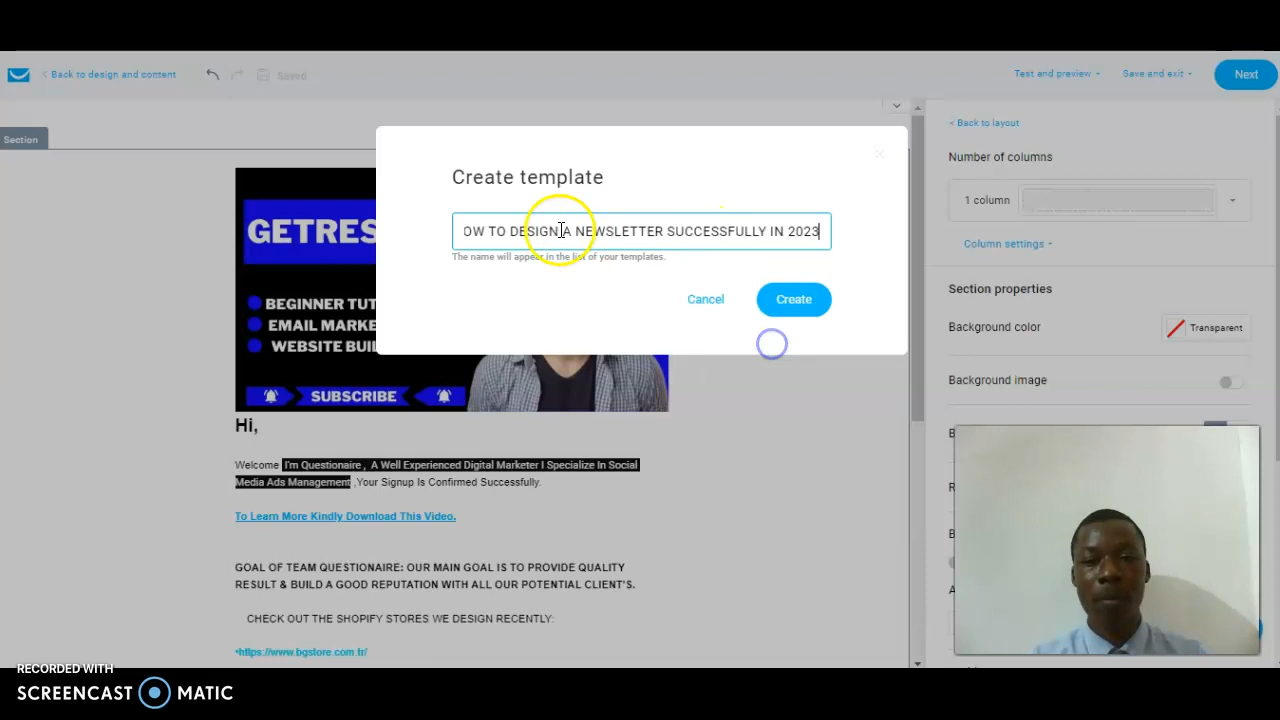 Back to design and content
Saved
Test and preview
Save and exit
Next
Section
< Back to layout
Number of columns
1 column
Column settings
Section properties
Background color
Transparent
Background image
B
R
B
A
Create template
OW TO DESIGN A NEWSLETTER SUCCESSFULLY IN 2023
The name will appear in the list of your templates.
Cancel
Create
GETRES
BEGINNER TUT
EMAIL MARKE
WEBSITE BUIL
SUBSCRIBE
Hi,
Welcome I'm Questionaire , A Well Experienced Digital Marketer I Specialize In Social
Media Ads Management ,Your Signup Is Confirmed Successfully.
To Learn More Kindly Download This Video.
GOAL OF TEAM QUESTIONAIRE: OUR MAIN GOAL IS TO PROVIDE QUALITY
RESULT & BUILD A GOOD REPUTATION WITH ALL OUR POTENTIAL CLIENT'S.
CHECK OUT THE SHOPIFY STORES WE DESIGN RECENTLY:
*https://www.bgstore.com.tr/
RECORDED WITH
SCREENCAST MATIC